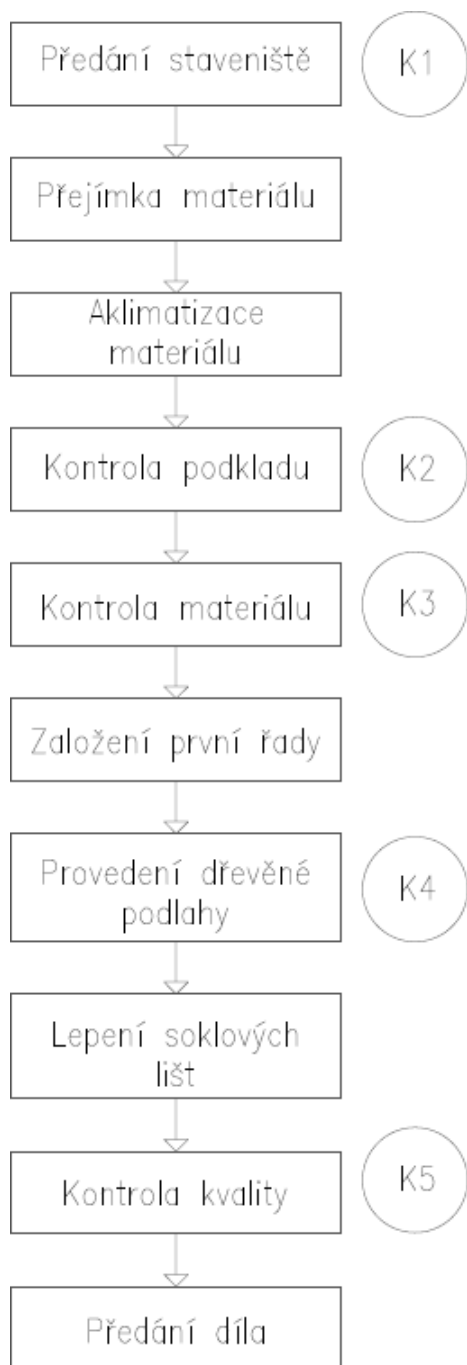 Předání staveniště
K1
Přejímka materiálu
Aklimatizace
materiálu
Kontrola podkladu
K2
Kontrola materiálu
K3
Založení první řady
Provedení dřevěné
podlahy
K4
Lepení soklových
lišt
Kontrola kvality
K5
Předání díla